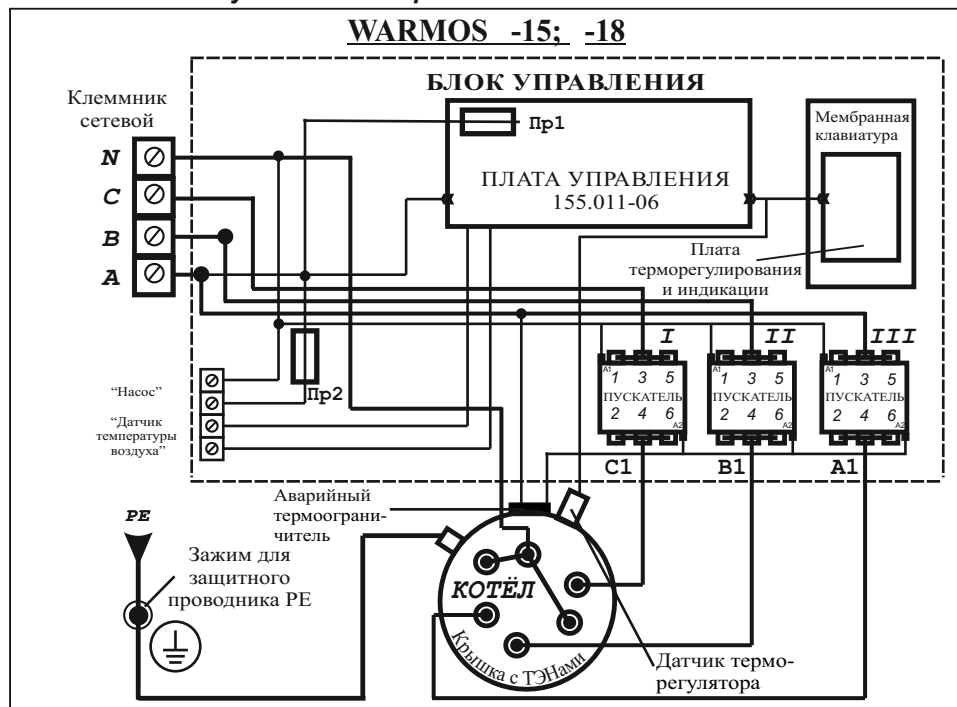 WARMOS -15; -18
БЛОК УПРАВЛЕНИЯ
Клеммник
сетевой
N
C
B
A
Пр1
ПЛАТА УПРАВЛЕНИЯ
155.011-06
Мембранная
клавиатура
Плата
терморегулирования
и индикации
Пр2
"Насос"
"Датчик
температуры
воздуха"
I
A1
1 3 5
ПУСКАТЕЛЬ
2 4 6
A2
C1
II
A1
1 3 5
ПУСКАТЕЛЬ
2 4 6
A2
B1
III
1 3 5
ПУСКАТЕЛЬ
2 4 6
A1
Аварийный
термоограни-
читель
PE
Зажим для
защитного
проводника PE
КОТЁЛ
Крышка с ТЭНами
Датчик термо-
регулятора